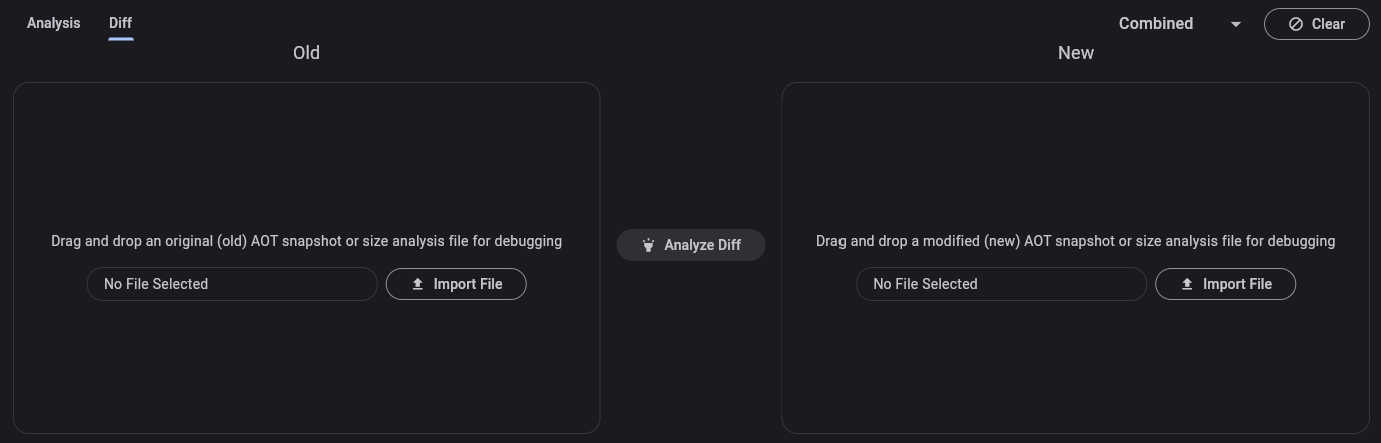 Analysis
Diff
Combined
Clear
Old
New
Drag and drop an original (old) AOT snapshot or size analysis file for debugging
No File Selected
Import File
Analyze Diff
Drag and drop a modified (new) AOT snapshot or size analysis file for debugging
No File Selected
Import File